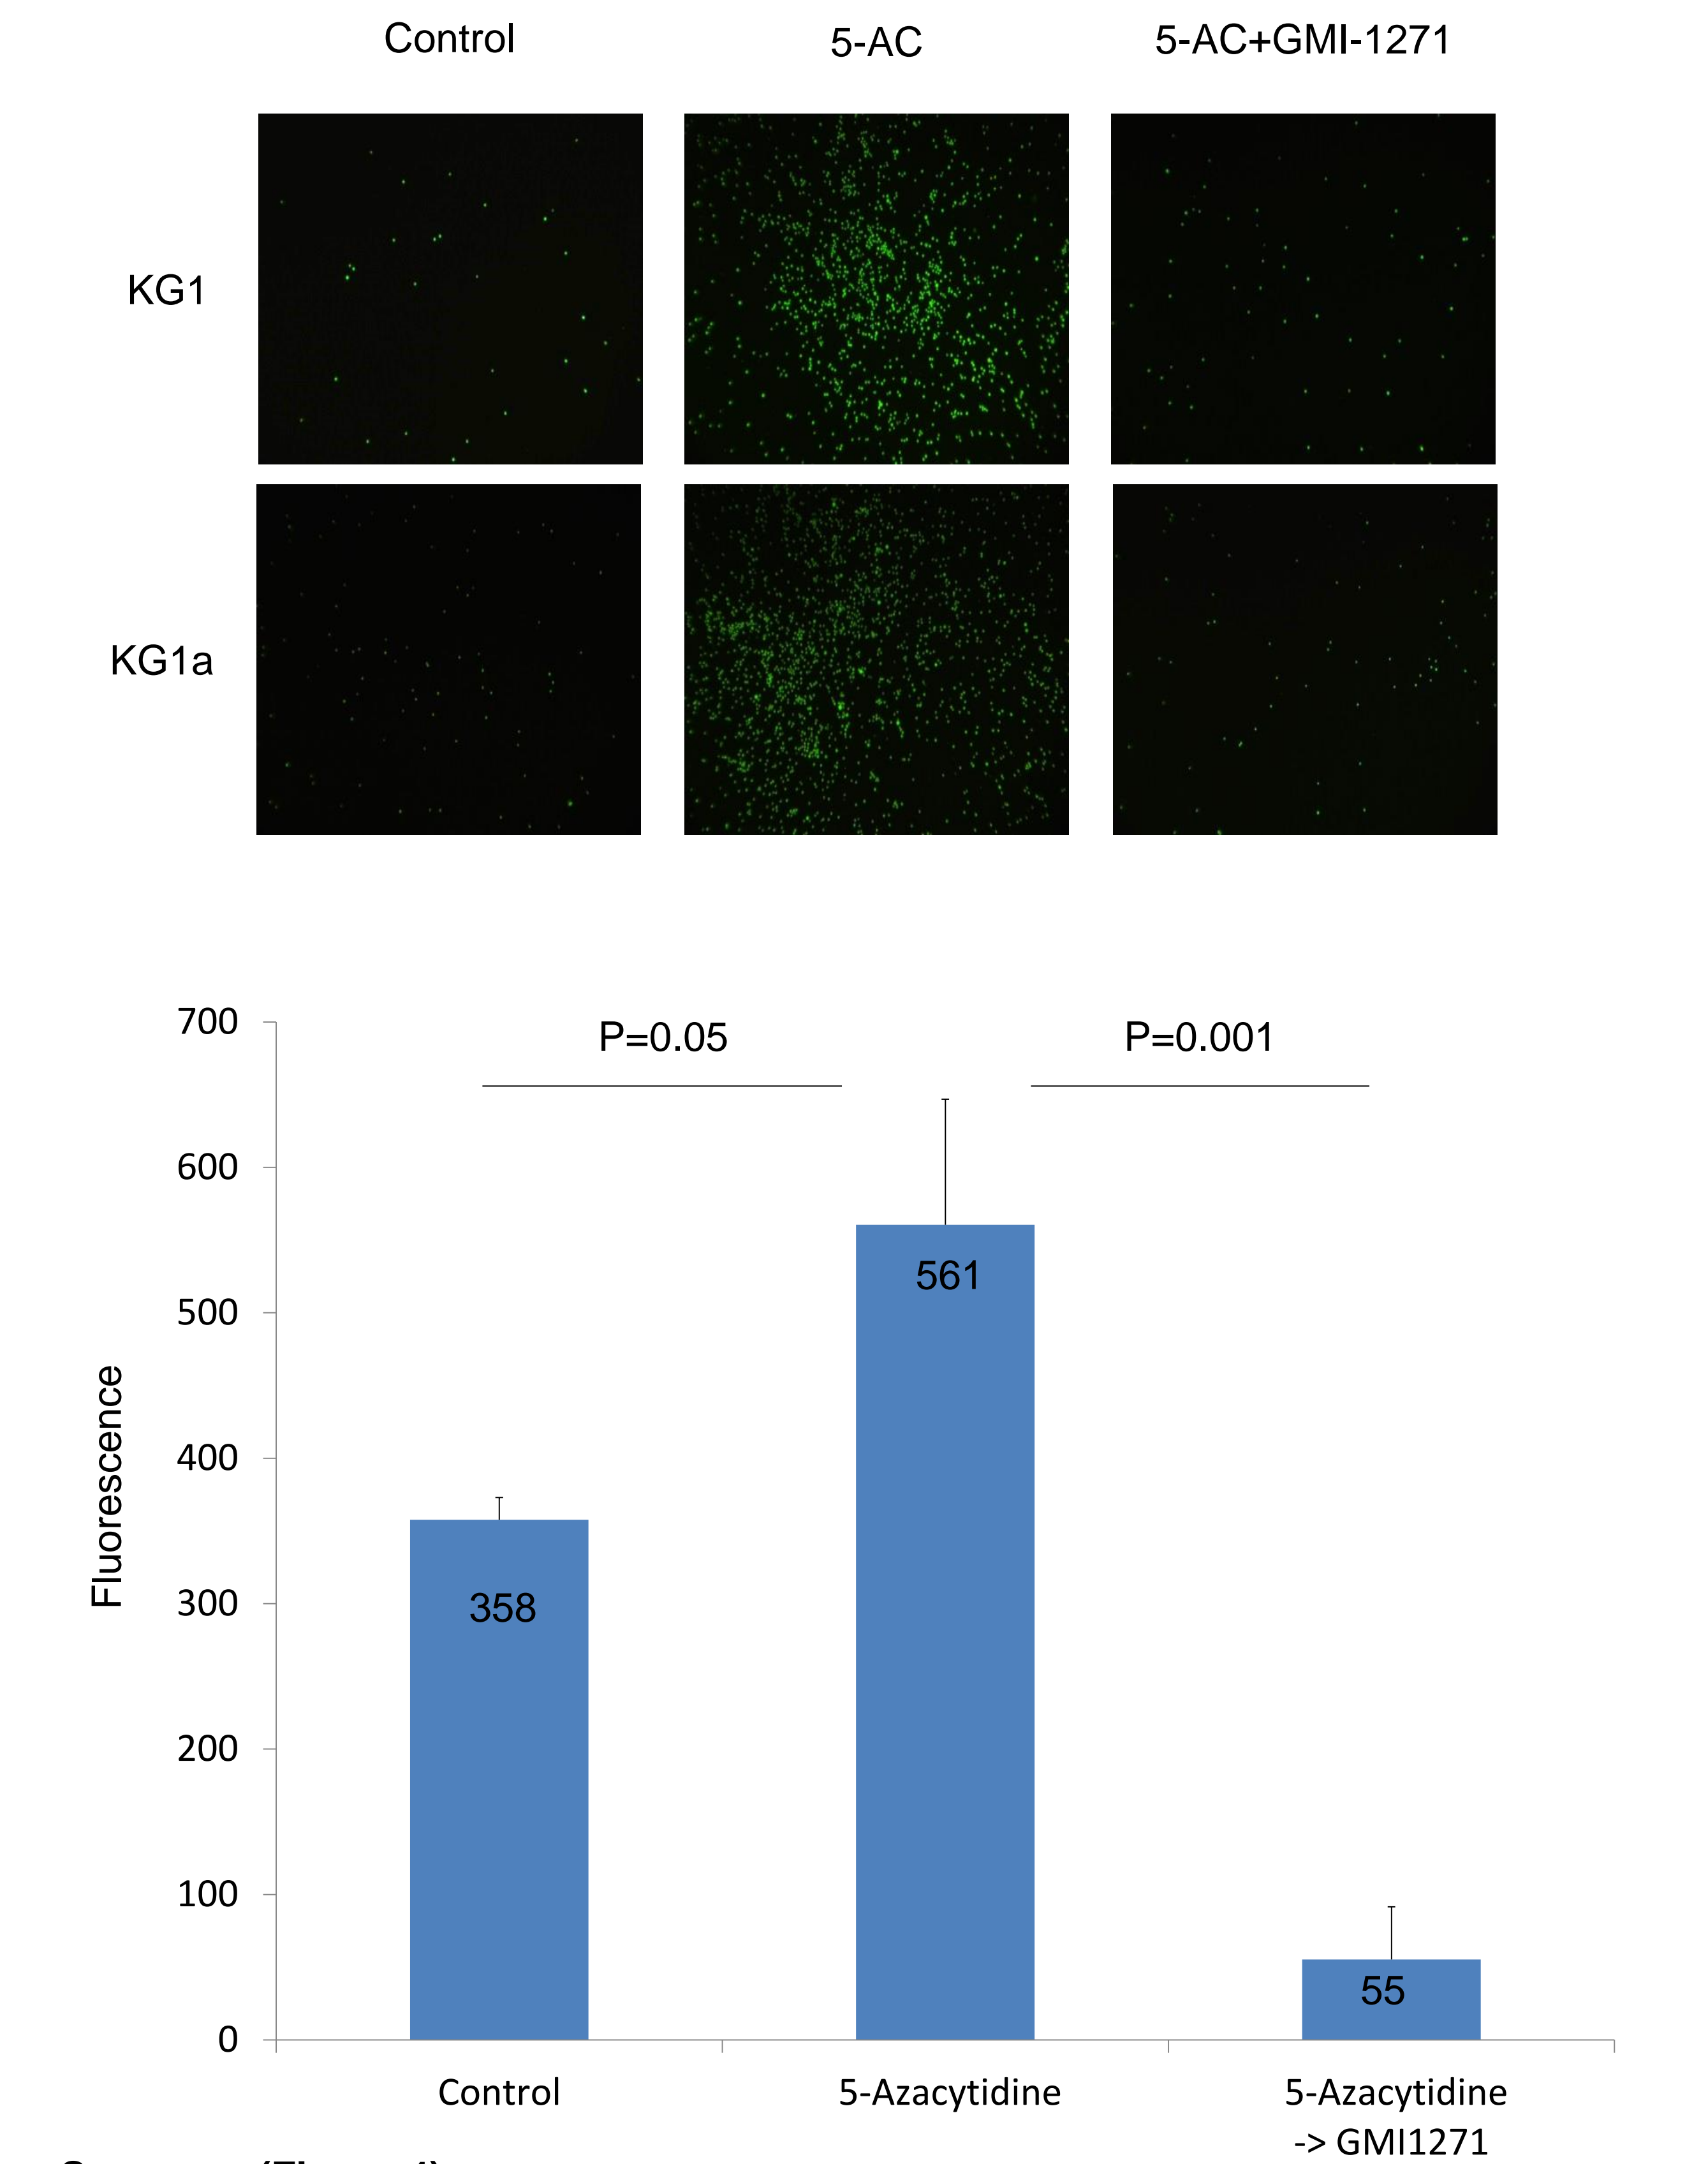 Control 5-AC 5-AC+GMI-1271
KG1
KG1a
700
P=0.05 P=0.001
600
561
500
Fluorescence
400
358
300
200
100
55
0
Control 5-Azacytidine 5-Azacytidine
-> GMI1271